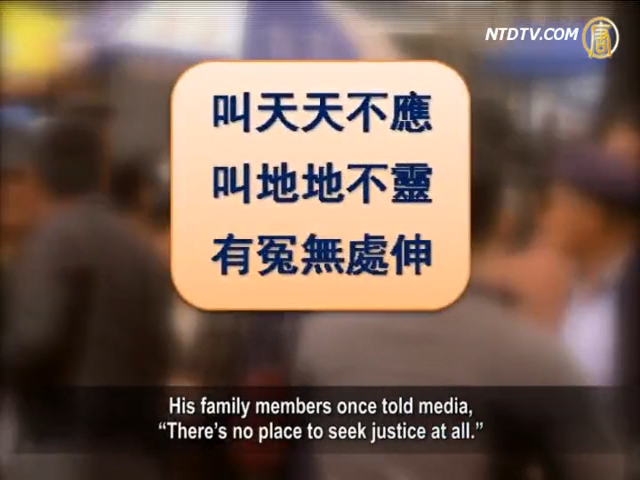 NTDTV.COM
唐
叫天天不應
叫地地不靈
有冤無處伸
His family members once told media,
“There’s no place to seek justice at all.”